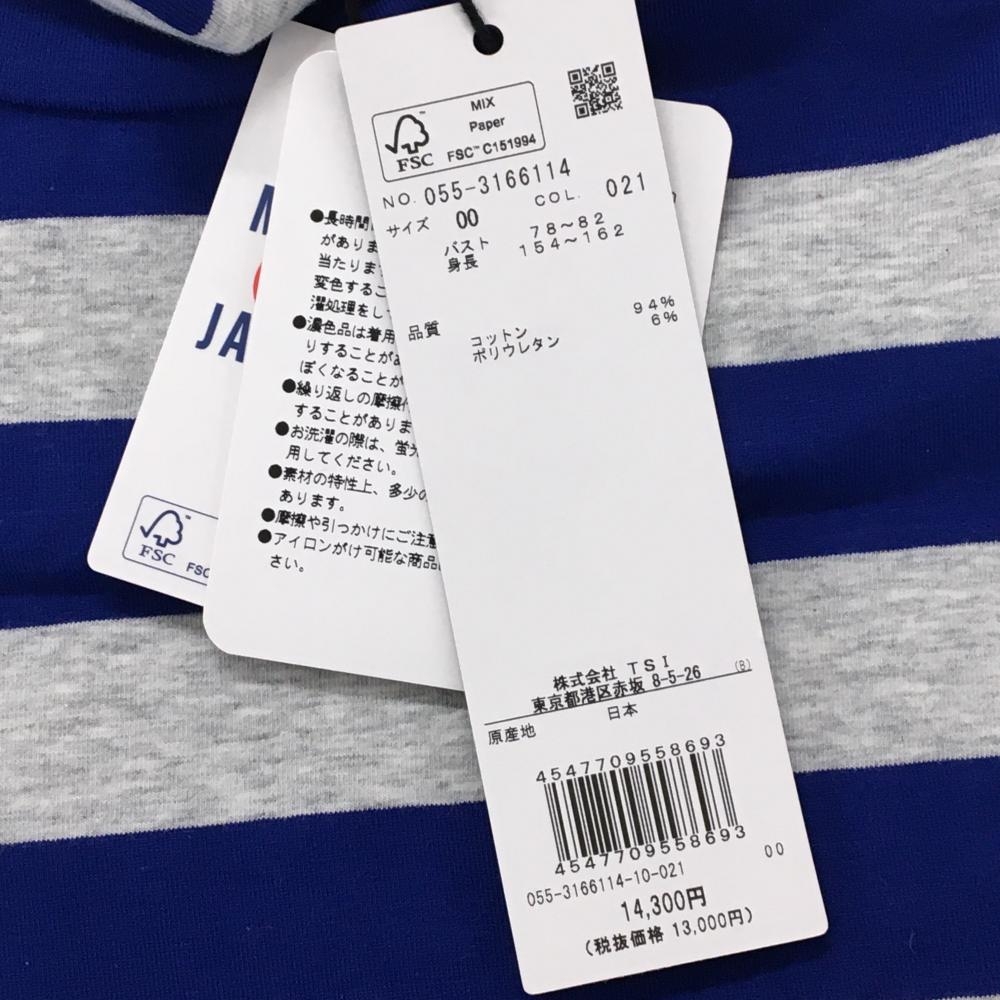 MIX
Paper
FSC™ C151994
FSC
NO. 055-3166114
COL. 021
サイズ 00
バスト 78～82
身長 154～162
品質
コットン 94%
ポリウレタン 6%
株式会社 TSI (B)
東京都港区赤坂 8-5-26
原産地 日本
4547709558693
4547709558693
055-3166114-10-021 00
14,300円
(税抜価格 13,000円)
●長時間
がありま
当たりま
変色するこ
濯処理をし
●濃色品は着用
りすることが
ぽくなることが
●繰り返しの摩擦
することがありま
●お洗濯の際は、蛍光
用してください。
●素材の特性上、多少の
あります。
●摩擦や引っかけにご注意
●アイロンがけ可能な商品
さい。
JA
FSC
FSC